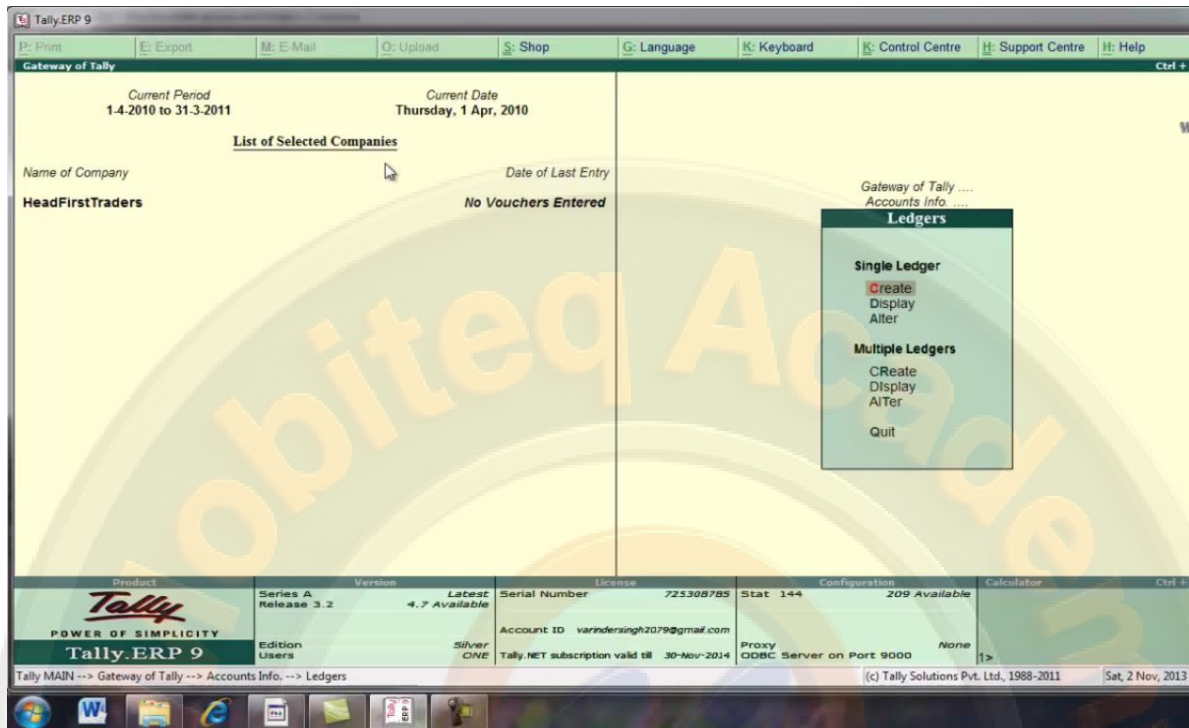 Tally.ERP 9
P: Print E: Export M: E-Mail O: Upload S: Shop G: Language K: Keyboard K: Control Centre H: Support Centre H: Help
Gateway of Tally Ctrl +
Current Period Current Date
1-4-2010 to 31-3-2011 Thursday, 1 Apr, 2010
List of Selected Companies
Name of Company Date of Last Entry
HeadFirstTraders No Vouchers Entered
Gateway of Tally ....
Accounts Info. ....
Ledgers
Single Ledger
Create
Display
Alter
Multiple Ledgers
CReate
DIsplay
AlTer
Quit
Mobiteq Academ
Product Version License Configuration Calculator Ctrl +
Tally
POWER OF SIMPLICITY
Tally.ERP 9
Series A Latest
Release 3.2 4.7 Available
Edition Silver
Users ONE
Serial Number 725308785
Account ID varindersingh2079@gmail.com
Tally.NET subscription valid till 30-Nov-2014
Stat 144 209 Available
Proxy None
ODBC Server on Port 9000
1>
Tally MAIN --> Gateway of Tally --> Accounts Info. --> Ledgers (c) Tally Solutions Pvt. Ltd., 1988-2011 Sat, 2 Nov, 2013